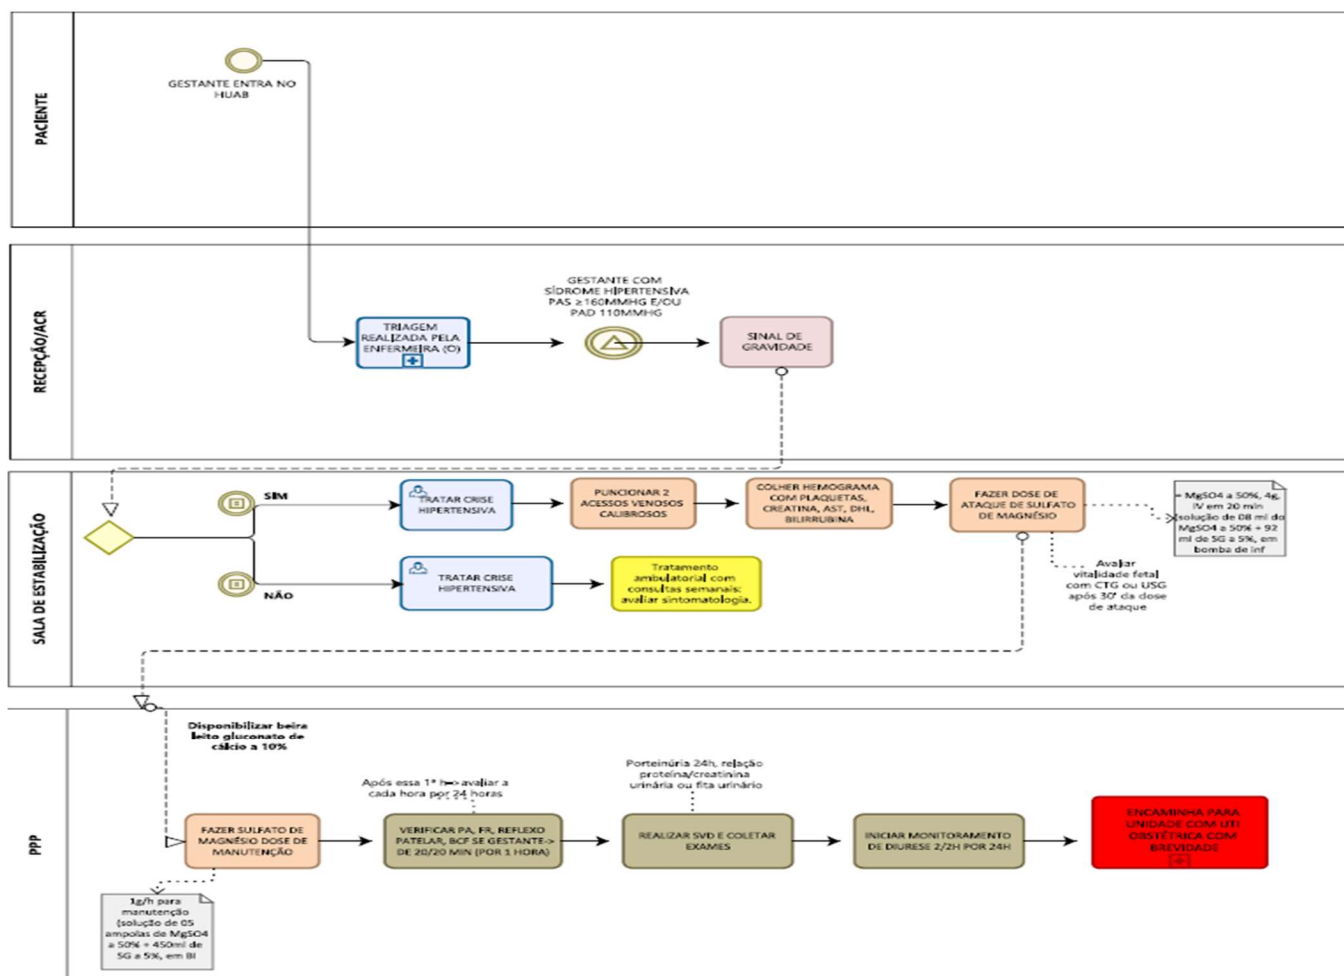 PACIENTE
GESTANTE ENTRA NO
HUAB
RECEPÇÃO/ACR
TRIAGEM
REALIZADA PELA
ENFERMEIRA (O)
GESTANTE COM
SÍDROME HIPERTENSIVA
PAS ≥160MMHG E/OU
PAD 110MMHG
SINAL DE
GRAVIDADE
SALA DE ESTABILIZAÇÃO
SIM
TRATAR CRISE
HIPERTENSIVA
PUNCIONAR 2
ACESSOS VENOSOS
CALIBROSOS
COLHER HEMOGRAMA
COM PLAQUETAS,
CREATINA, AST, DHL,
BILIRRUBINA
FAZER DOSE DE
ATAQUE DE SULFATO
DE MAGNÉSIO
- MgSO4 a 50%, 4g,
IV em 20 min
(solução de 08 ml do
MgSO4 a 50% + 92
ml de SG a 5%, em
bomba de inf
NÃO
TRATAR CRISE
HIPERTENSIVA
Tratamento
ambulatorial com
consultas semanais:
avaliar sintomatologia.
Avaliar
vitalidade fetal
com CTG ou USG
após 30' da dose
de ataque
PPP
Disponibilizar beira
leito gluconato de
cálcio a 10%
FAZER SULFATO DE
MAGNÉSIO DOSE DE
MANUTENÇÃO
1g/h para
manutenção
(solução de 05
ampolas de MgSO4
a 50% + 450ml de
SG a 5%, em BI
Após essa 1ª h=> avaliar a
cada hora por 24 horas
VERIFICAR PA, FR, REFLEXO
PATELAR, BCF SE GESTANTE->
DE 20/20 MIN (POR 1 HORA)
Porteinúria 24h, relação
proteína/creatinina
urinária ou fita urinário
REALIZAR SVD E COLETAR
EXAMES
INICIAR MONITORAMENTO
DE DIURESE 2/2H POR 24H
ENCAMINHA PARA
UNIDADE COM UTI
OBSTÉTRICA COM
BREVIDADE